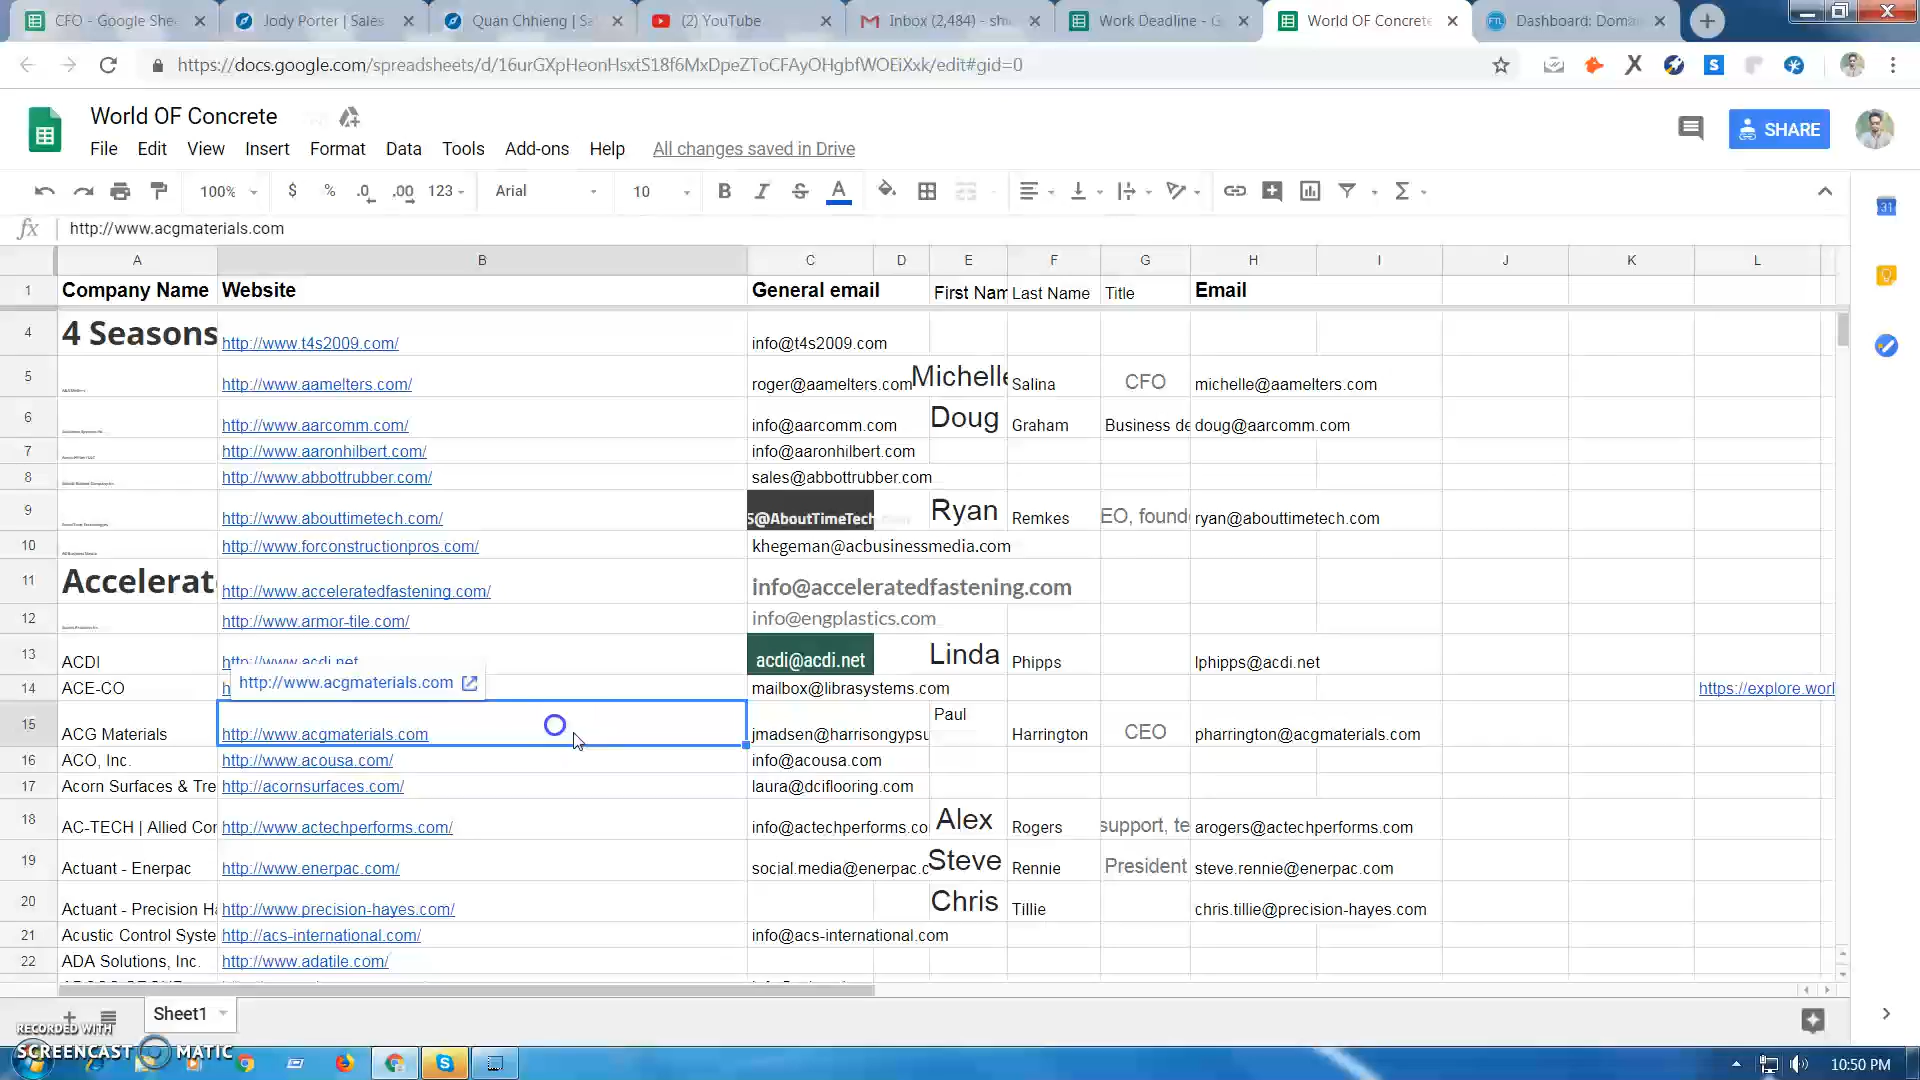 CFO - Google Shee
Jody Porter | Sales
Quan Chhieng | Sa
(2) YouTube
Inbox (2,484) - shu
Work Deadline - G
World OF Concrete
Dashboard: Doma
https://docs.google.com/spreadsheets/d/16urGXpHeonHsxtS18f6MxDpeZToCFAyOHgbfWOEiXxk/edit#gid=0
World OF Concrete
SHARE
File Edit View Insert Format Data Tools Add-ons Help All changes saved in Drive
100% $ % .0 .00 123 Arial 10 B I S A
fx http://www.acgmaterials.com
A B C D E F G H I J K L
1 Company Name Website General email First Nam Last Name Title Email
4 4 Seasons http://www.t4s2009.com/ info@t4s2009.com
5 http://www.aamelters.com/ roger@aamelters.com Michelle Salina CFO michelle@aamelters.com
6 http://www.aarcomm.com/ info@aarcomm.com Doug Graham Business de doug@aarcomm.com
7 http://www.aaronhilbert.com/ info@aaronhilbert.com
8 http://www.abbottrubber.com/ sales@abbottrubber.com
9 http://www.abouttimetech.com/ S@AboutTimeTech Ryan Remkes EO, found ryan@abouttimetech.com
10 http://www.forconstructionpros.com/ khegeman@acbusinessmedia.com
11 Accelerat http://www.acceleratedfastening.com/ info@acceleratedfastening.com
12 http://www.armor-tile.com/ info@engplastics.com
13 ACDI http://www.acdi.net acdi@acdi.net Linda Phipps lphipps@acdi.net
http://www.acgmaterials.com
14 ACE-CO h mailbox@librasystems.com https://explore.worl
15 ACG Materials http://www.acgmaterials.com jmadsen@harrisongypsu Paul Harrington CEO pharrington@acgmaterials.com
16 ACO, Inc. http://www.acousa.com/ info@acousa.com
17 Acorn Surfaces & Tre http://acornsurfaces.com/ laura@dciflooring.com
18 AC-TECH | Allied Cor http://www.actechperforms.com/ info@actechperforms.co Alex Rogers support, te arogers@actechperforms.com
19 Actuant - Enerpac http://www.enerpac.com/ social.media@enerpac.c Steve Rennie President steve.rennie@enerpac.com
20 Actuant - Precision Ha http://www.precision-hayes.com/ Chris Tillie chris.tillie@precision-hayes.com
21 Acustic Control Syste http://acs-international.com/ info@acs-international.com
22 ADA Solutions, Inc. http://www.adatile.com/
Sheet1
RECORDED WITH
SCREENCAST MATIC
10:50 PM